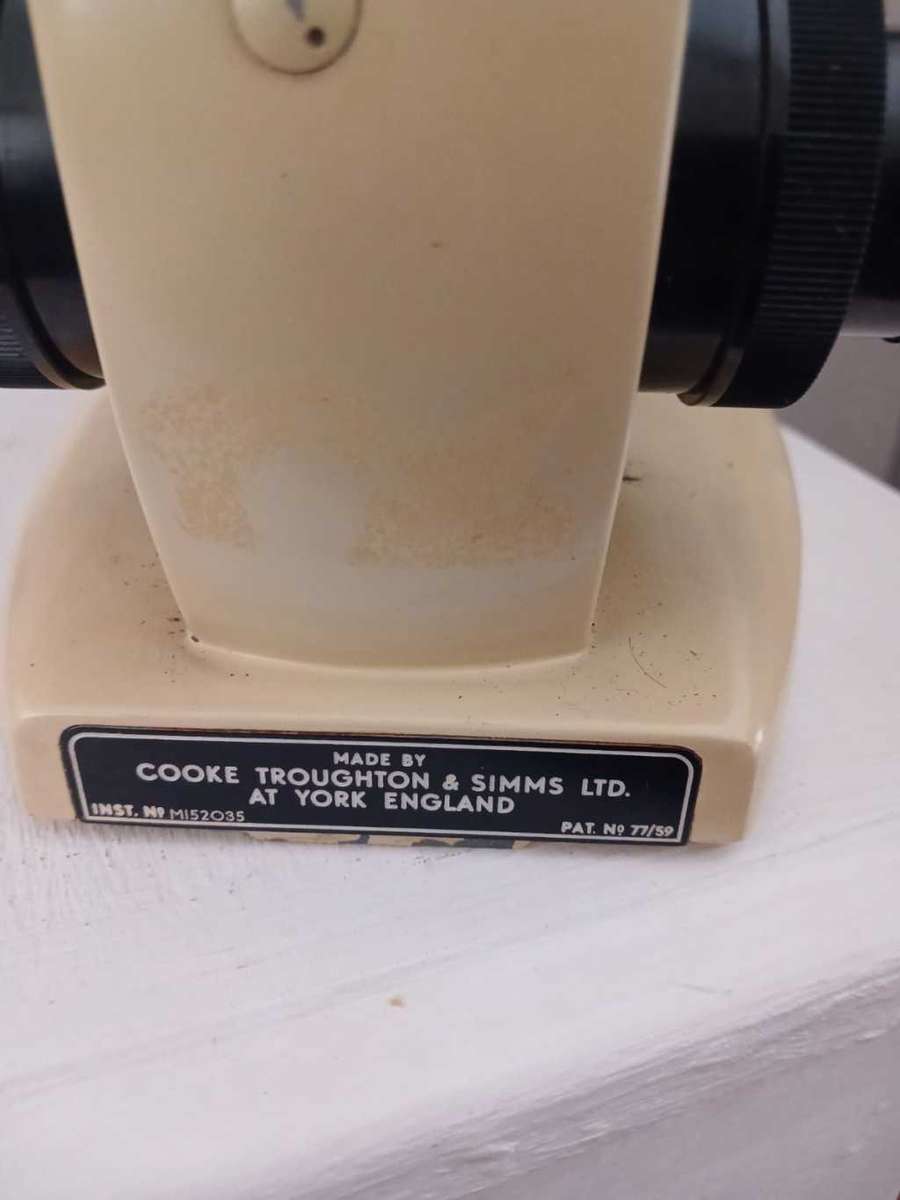 MADE BY
COOKE TROUGHTON & SIMMS LTD.
AT YORK ENGLAND
INST. Nº M152035
PAT. Nº 77/59